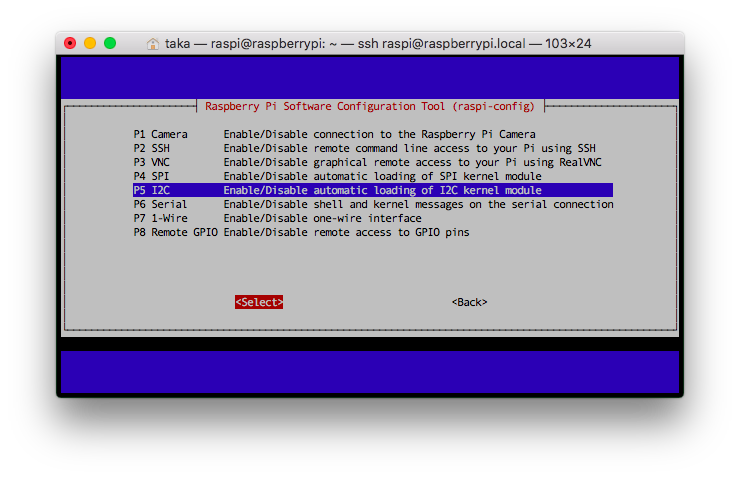 taka — raspi@raspberrypi: ~ — ssh raspi@raspberrypi.local — 103×24
Raspberry Pi Software Configuration Tool (raspi-config)
P1 Camera Enable/Disable connection to the Raspberry Pi Camera
P2 SSH Enable/Disable remote command line access to your Pi using SSH
P3 VNC Enable/Disable graphical remote access to your Pi using RealVNC
P4 SPI Enable/Disable automatic loading of SPI kernel module
P5 I2C Enable/Disable automatic loading of I2C kernel module
P6 Serial Enable/Disable shell and kernel messages on the serial connection
P7 1-Wire Enable/Disable one-wire interface
P8 Remote GPIO Enable/Disable remote access to GPIO pins
<Select> <Back>